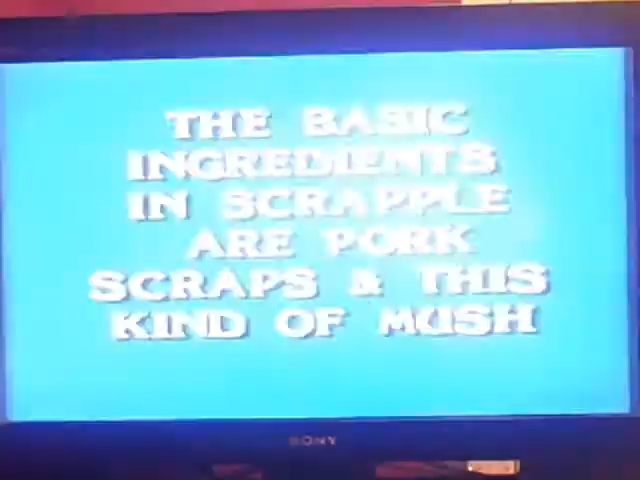 THE BASIC
INGREDIENTS
IN SCRAPPLE
ARE PORK
SCRAPS & THIS
KIND OF MUSH
SONY